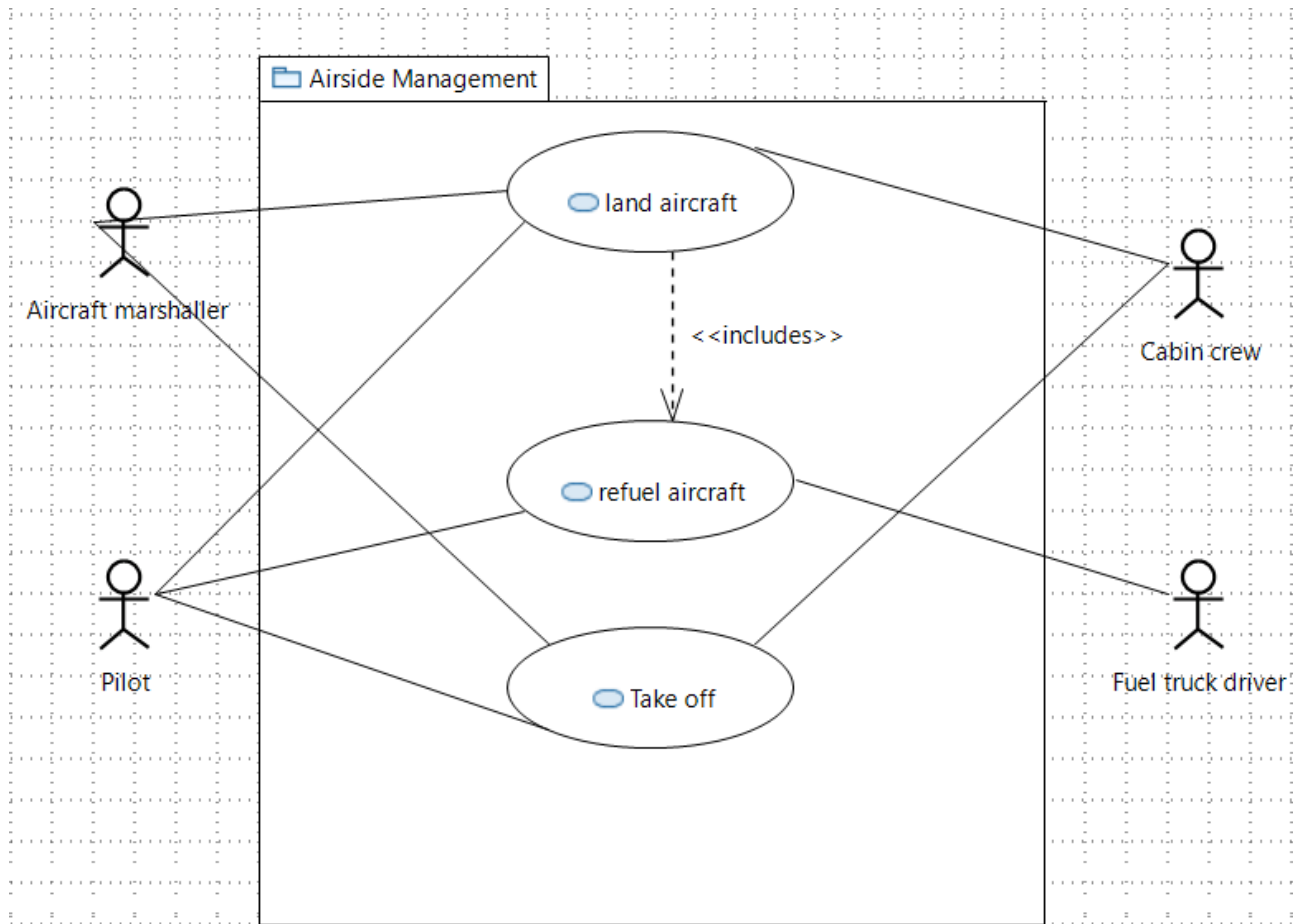 Airside Management
land aircraft
Aircraft marshaller
<<includes>>
Cabin crew
refuel aircraft
Pilot
Take off
Fuel truck driver